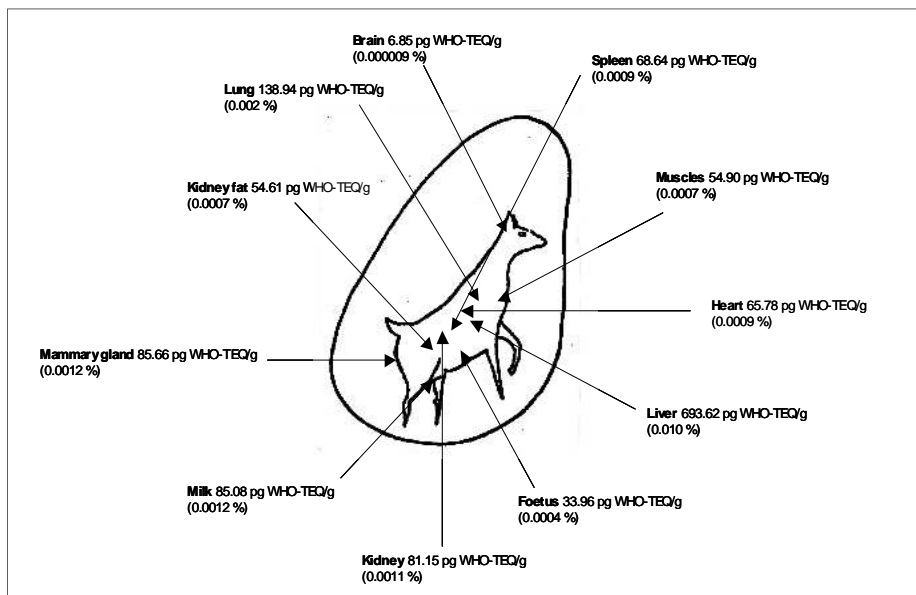 Brain 6.85 pg WHO-TEQ/g
(0.000009 %)
Spleen 68.64 pg WHO-TEQ/g
(0.0009 %)
Lung 138.94 pg WHO-TEQ/g
(0.002 %)
Kidney fat 54.61 pg WHO-TEQ/g
(0.0007 %)
Muscles 54.90 pg WHO-TEQ/g
(0.0007 %)
Heart 65.78 pg WHO-TEQ/g
(0.0009 %)
Mammary gland 85.66 pg WHO-TEQ/g
(0.0012 %)
Liver 693.62 pg WHO-TEQ/g
(0.010 %)
Milk 85.08 pg WHO-TEQ/g
(0.0012 %)
Foetus 33.96 pg WHO-TEQ/g
(0.0004 %)
Kidney 81.15 pg WHO-TEQ/g
(0.0011 %)